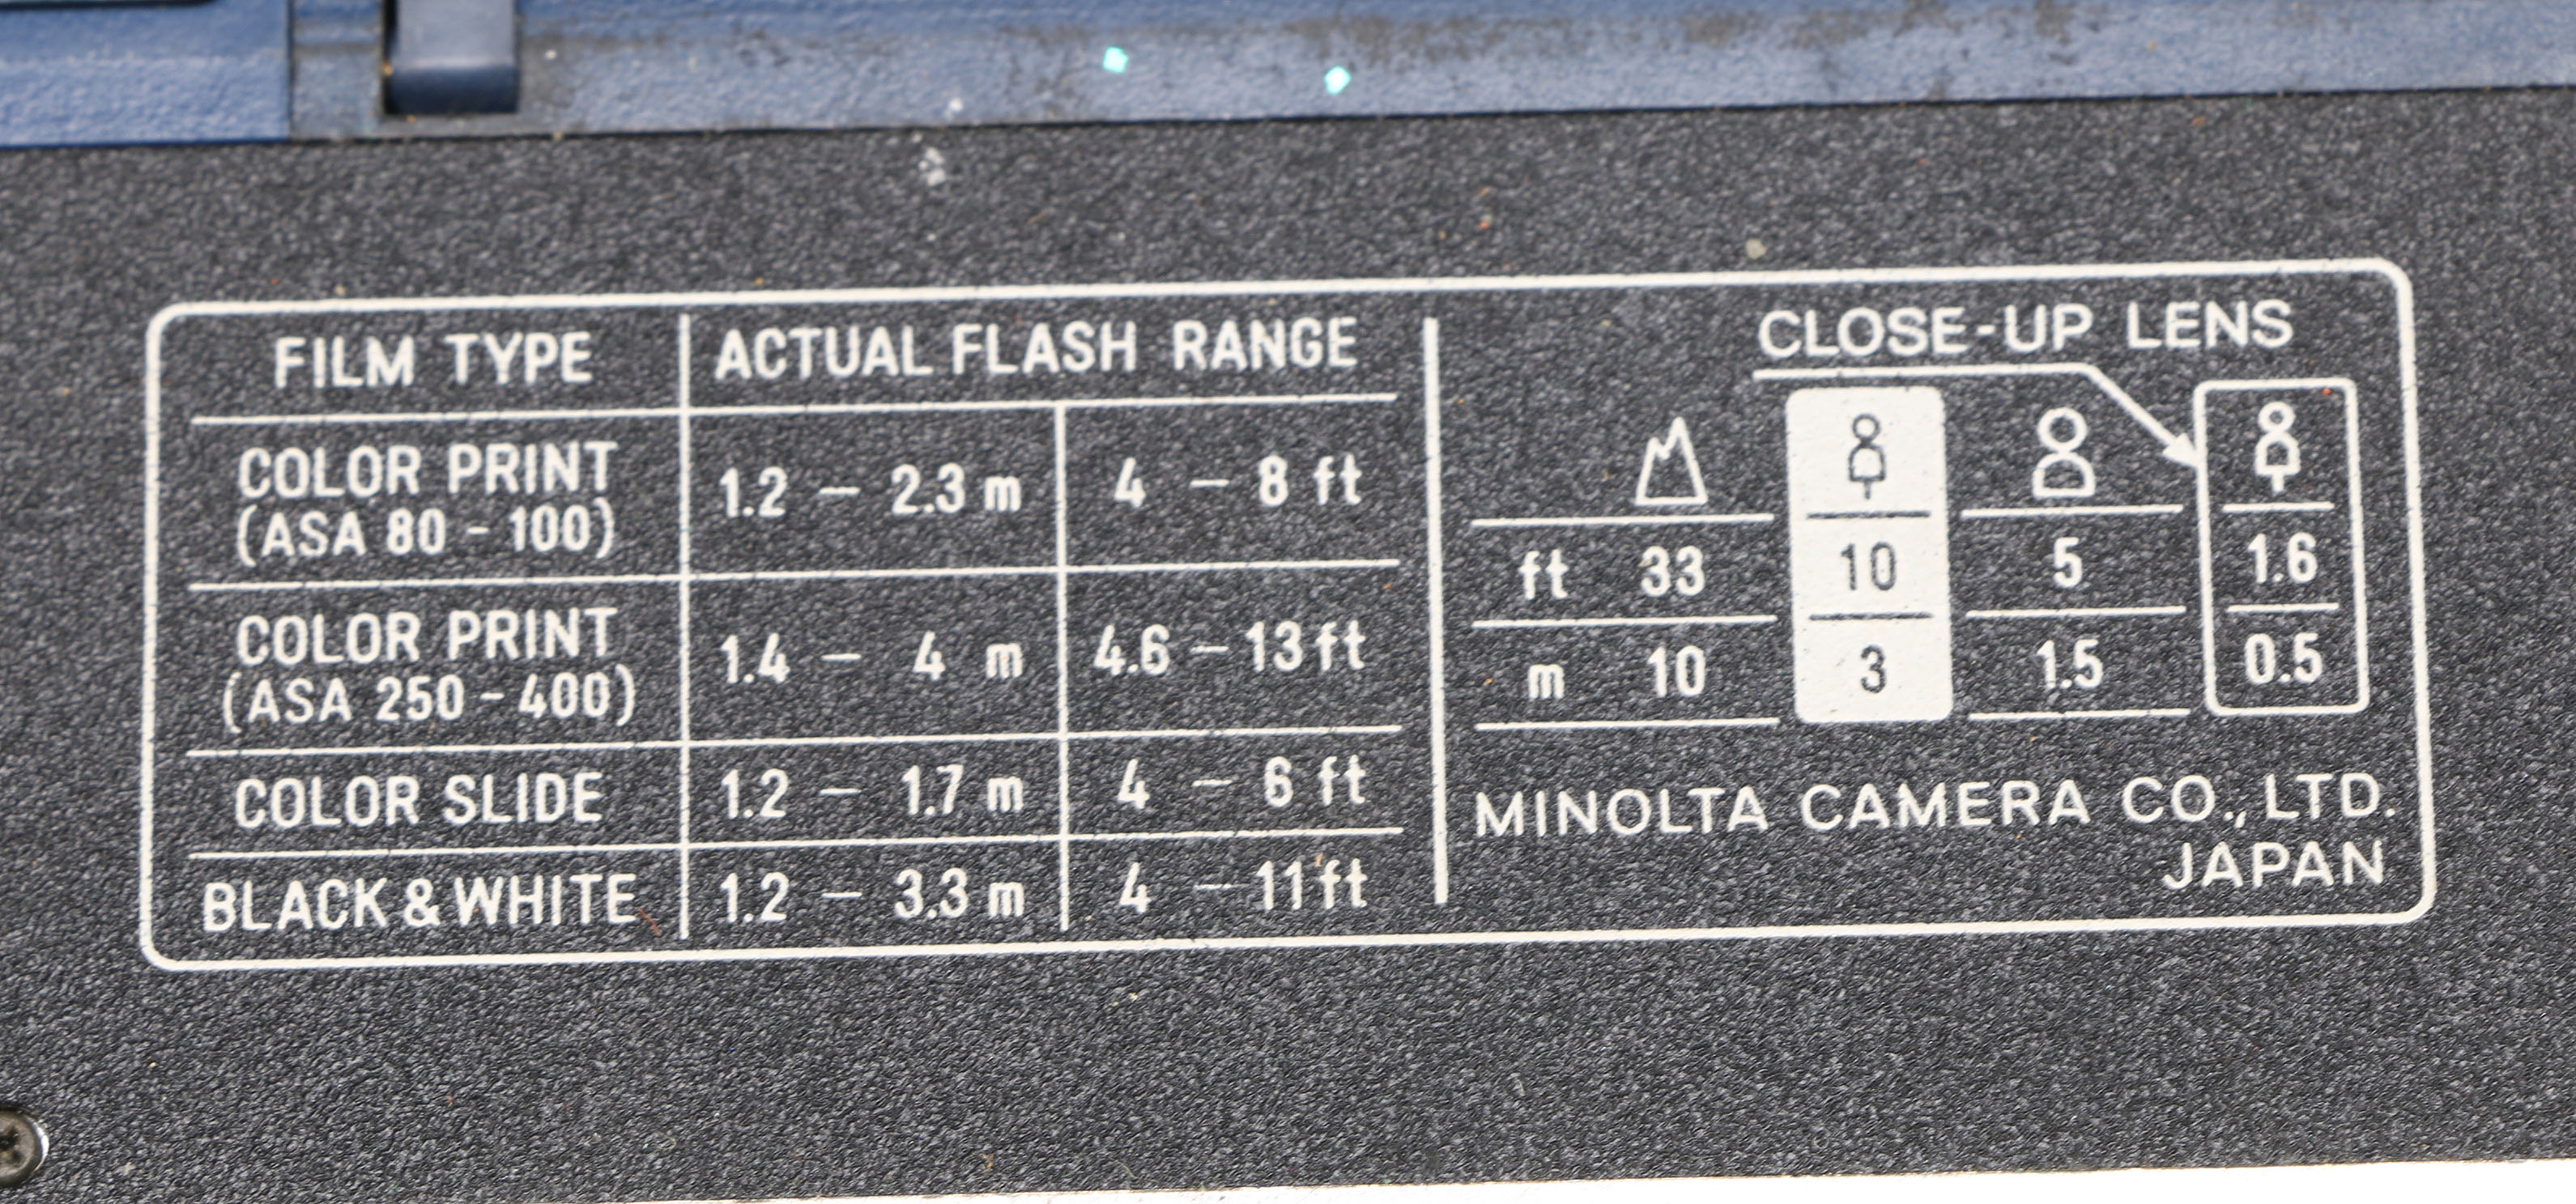 FILM TYPE ACTUAL FLASH RANGE
COLOR PRINT
(ASA 80 - 100) 1.2 — 2.3 m 4 — 8 ft
COLOR PRINT
(ASA 250 - 400) 1.4 — 4 m 4.6 — 13 ft
COLOR SLIDE 1.2 — 1.7 m 4 — 6 ft
BLACK & WHITE 1.2 — 3.3 m 4 — 11 ft
CLOSE-UP LENS
ft 33 10 5 1.6
m 10 3 1.5 0.5
MINOLTA CAMERA CO., LTD.
JAPAN